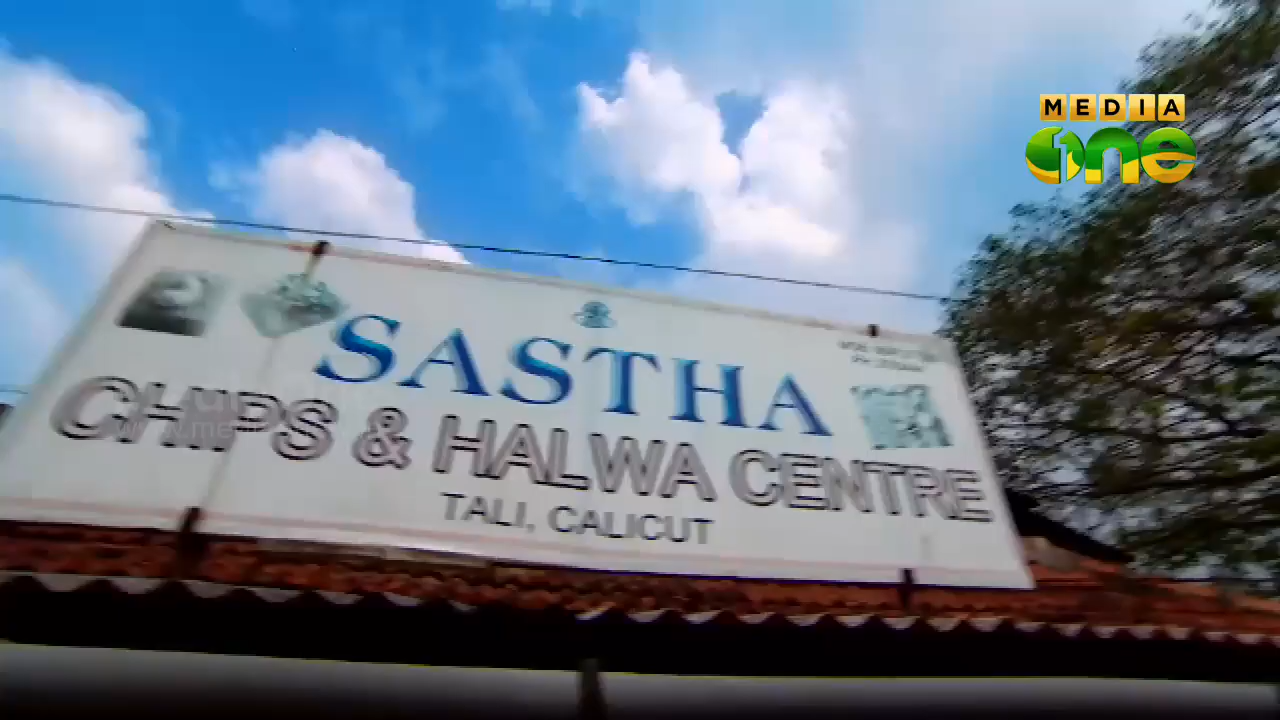 MEDIA
One
SASTHA
CHIPS & HALWA CENTRE
TALI, CALICUT